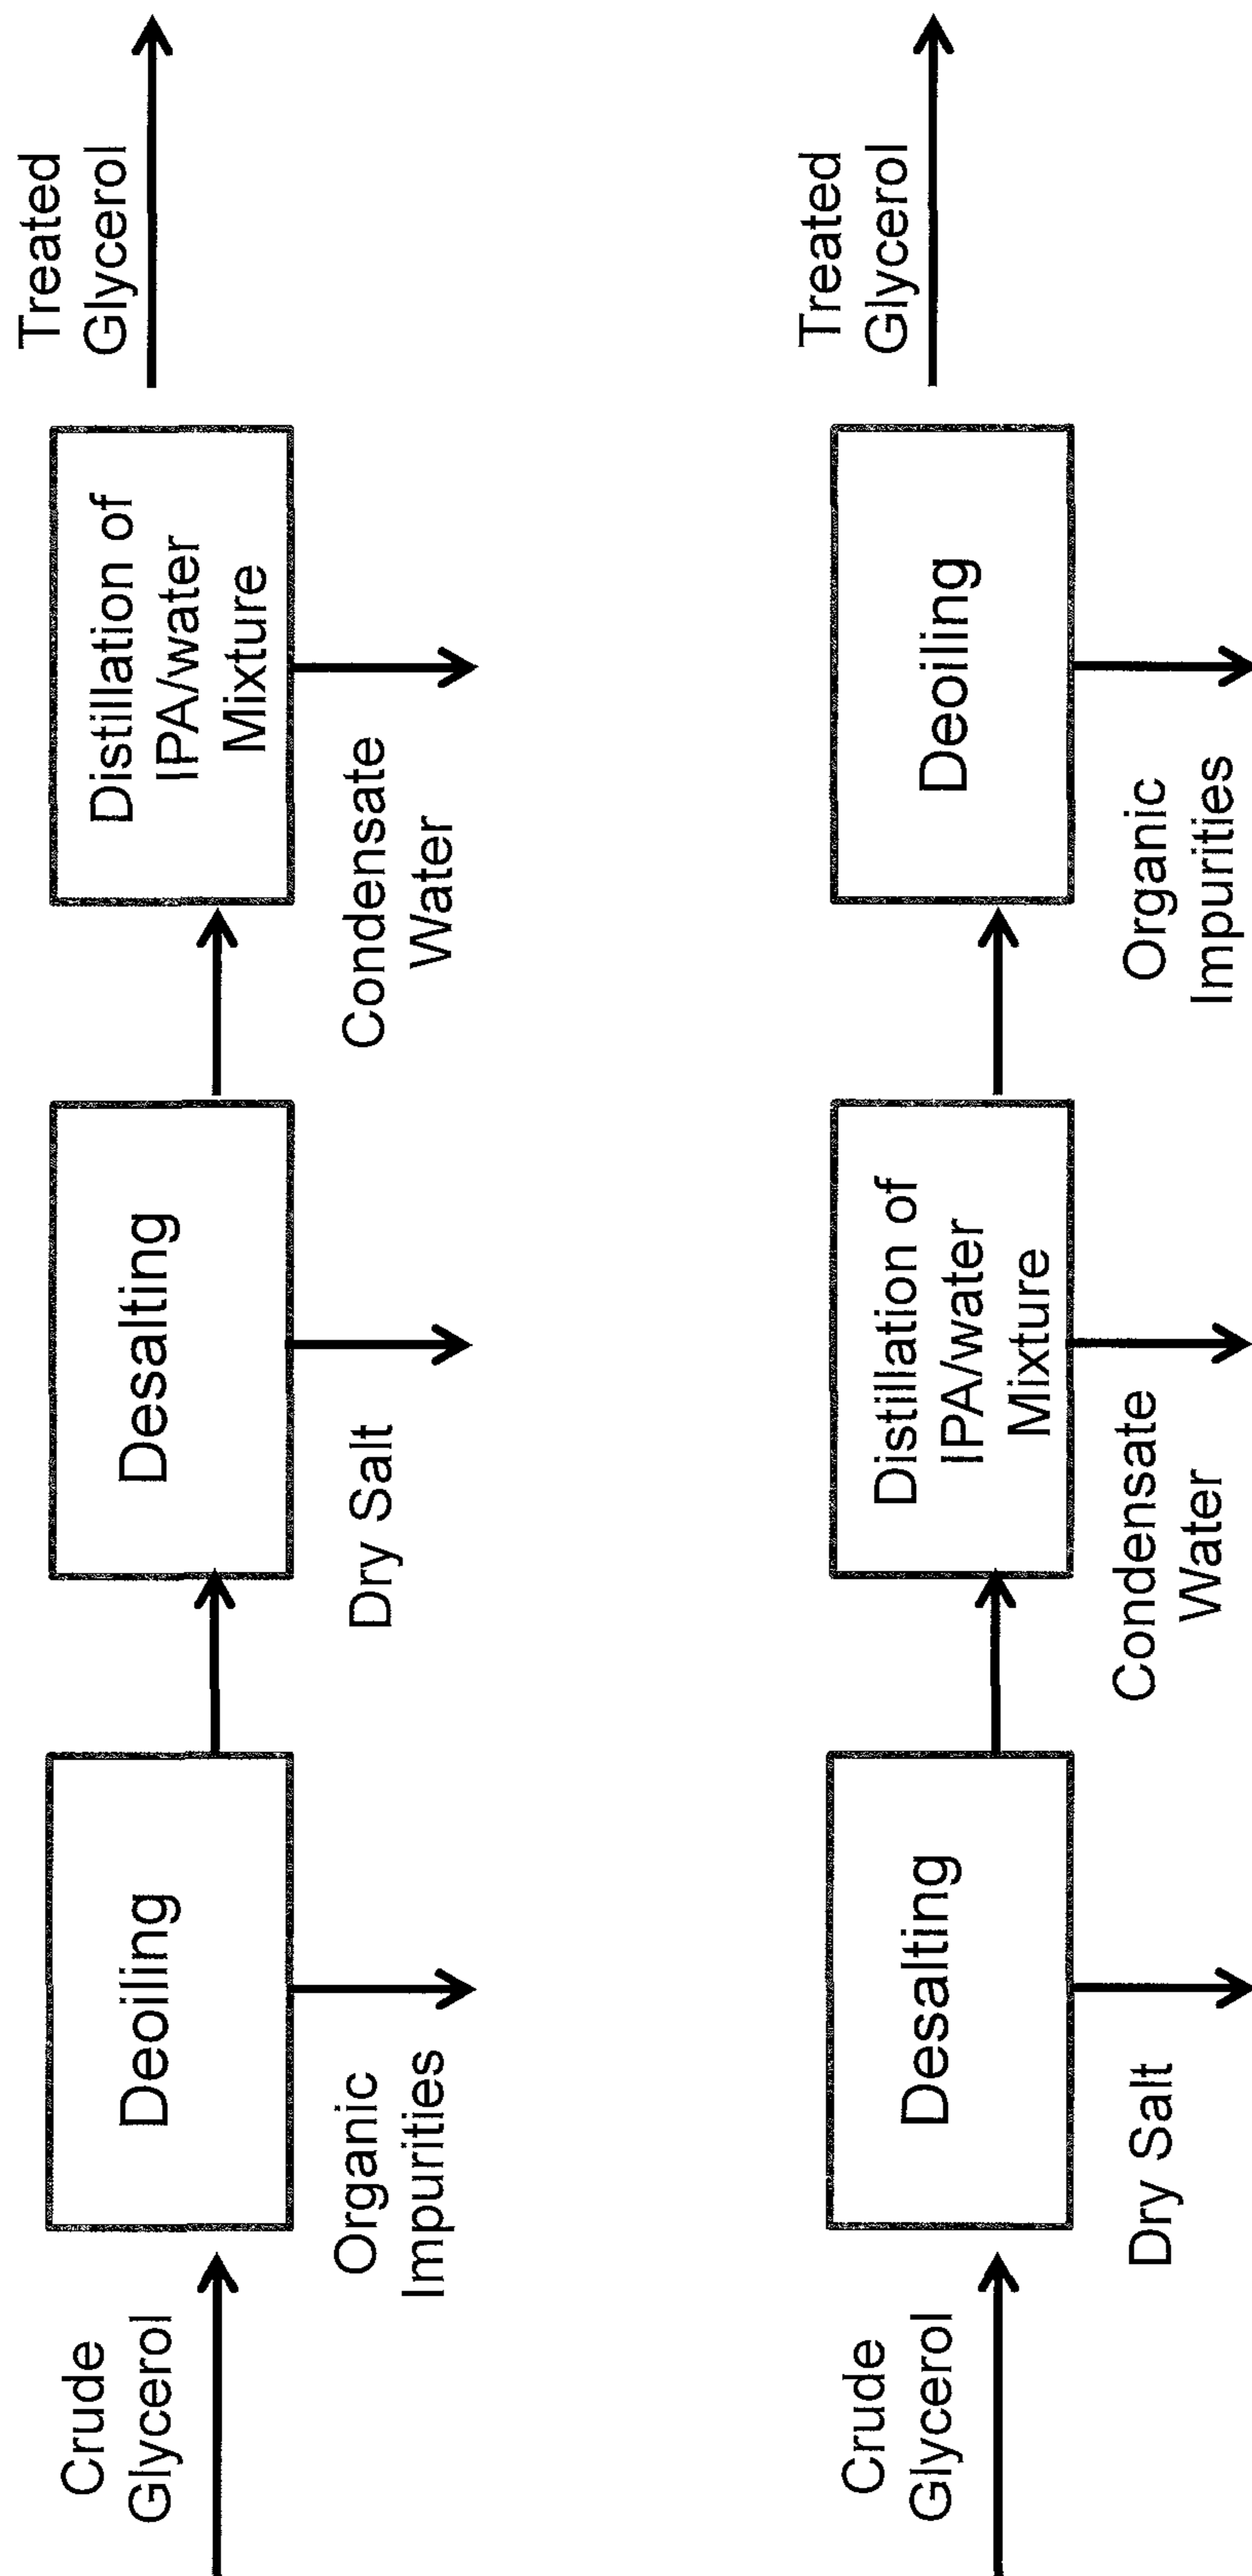 Crude
Glycerol
Deoiling
Organic
Impurities
Desalting
Dry Salt
Distillation of
IPA/water
Mixture
Condensate
Water
Treated
Glycerol
Crude
Glycerol
Desalting
Dry Salt
Distillation of
IPA/water
Mixture
Condensate
Water
Deoiling
Organic
Impurities
Treated
Glycerol